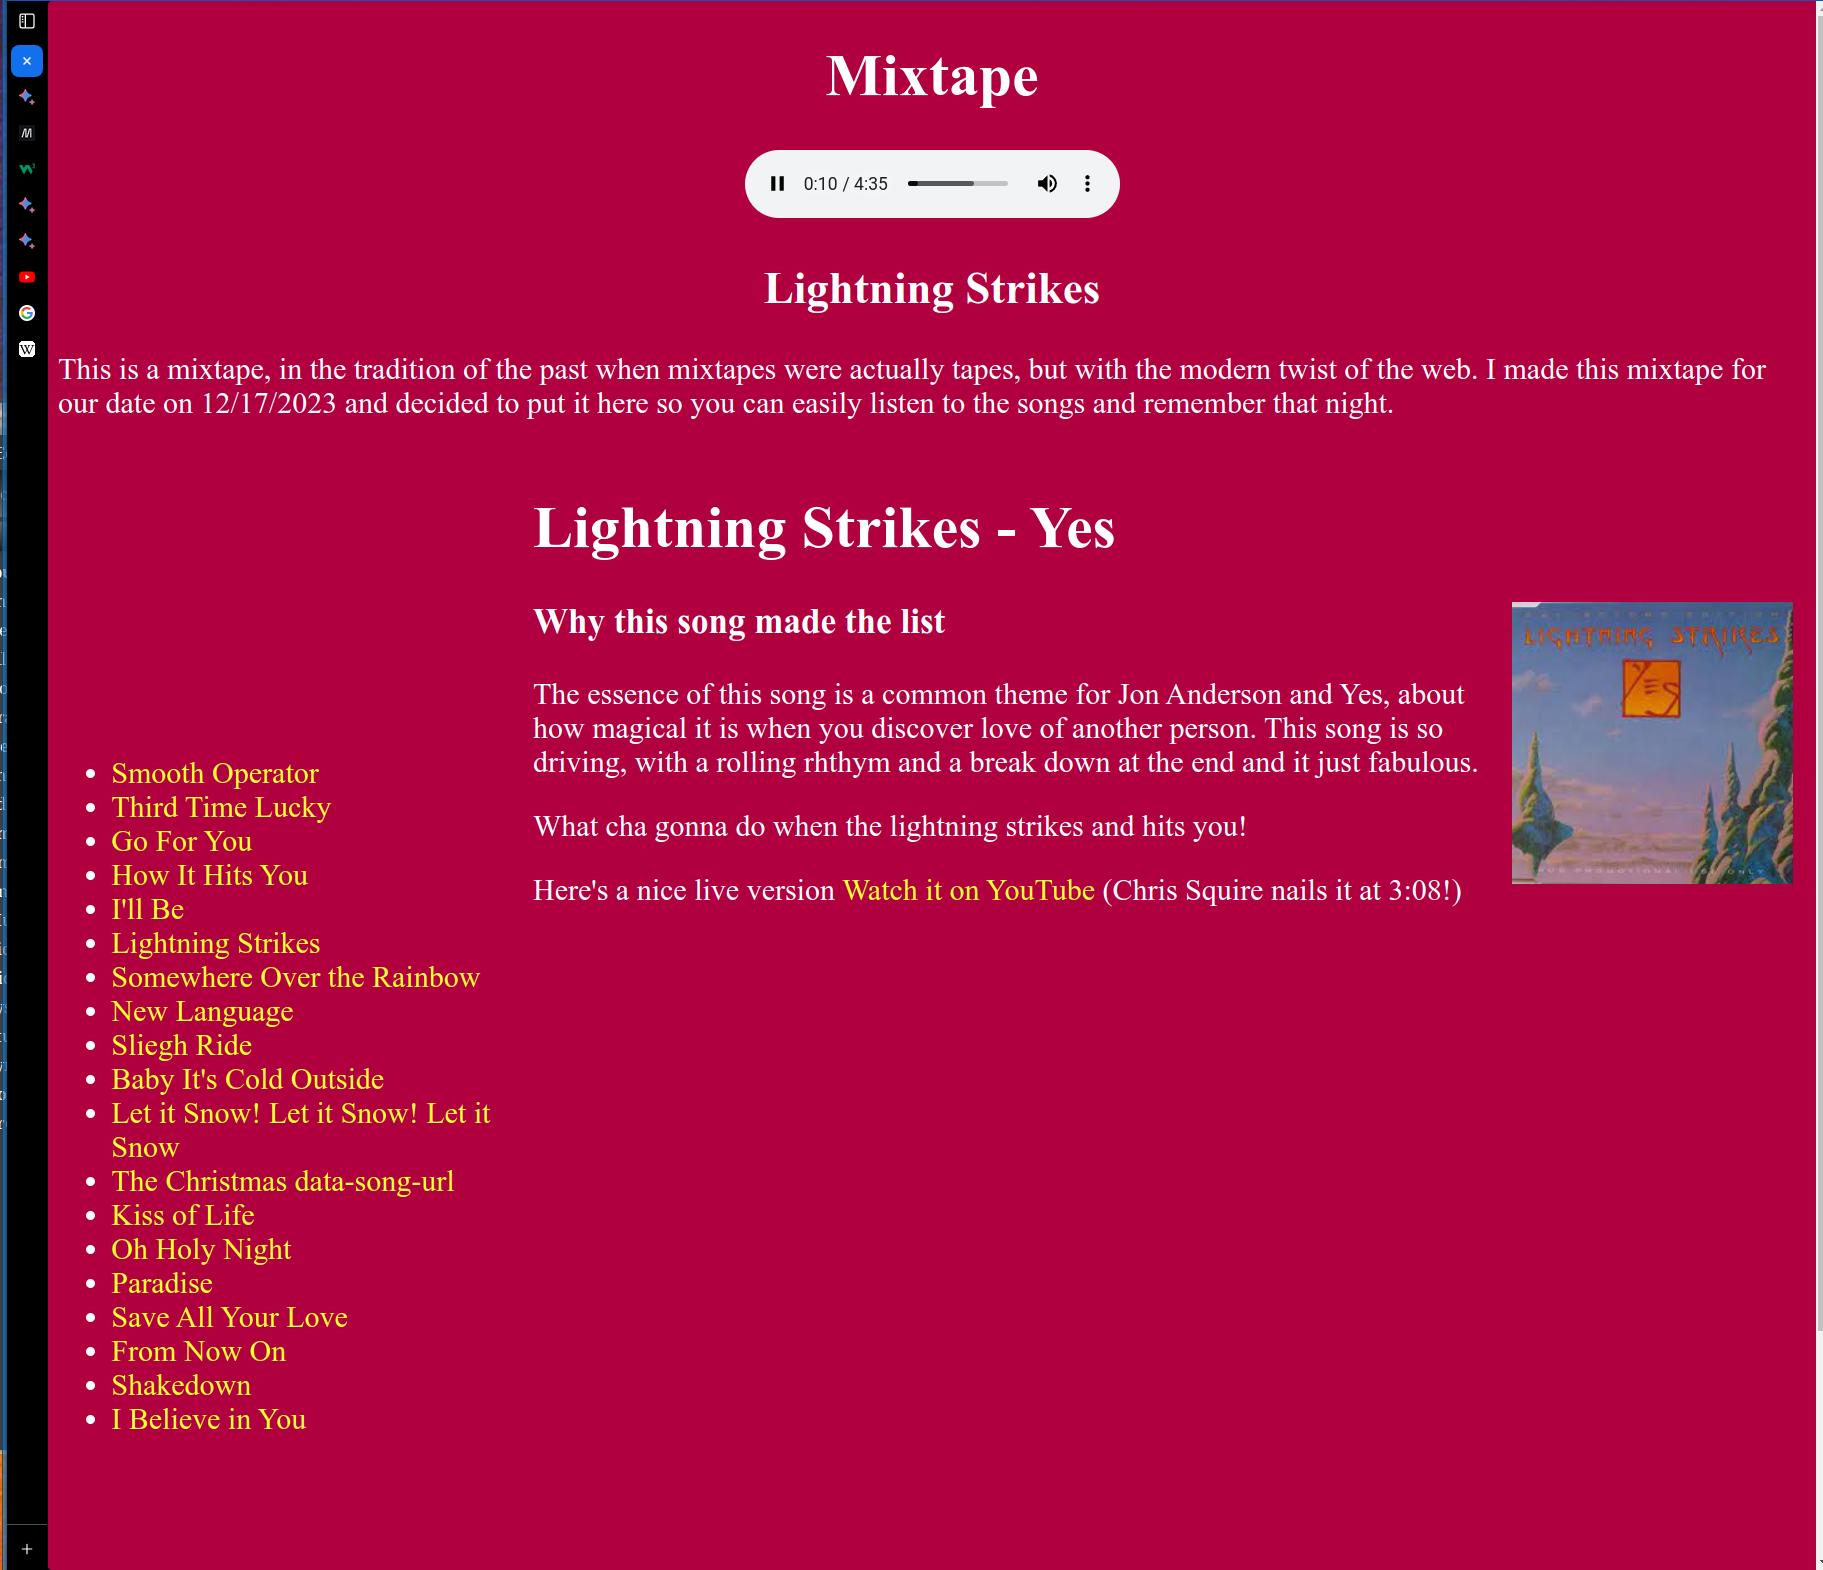 Mixtape
0:10 / 4:35
Lightning Strikes
This is a mixtape, in the tradition of the past when mixtapes were actually tapes, but with the modern twist of the web. I made this mixtape for
our date on 12/17/2023 and decided to put it here so you can easily listen to the songs and remember that night.
Lightning Strikes - Yes
Why this song made the list
The essence of this song is a common theme for Jon Anderson and Yes, about
how magical it is when you discover love of another person. This song is so
driving, with a rolling rhthym and a break down at the end and it just fabulous.
What cha gonna do when the lightning strikes and hits you!
Here's a nice live version Watch it on YouTube (Chris Squire nails it at 3:08!)
LIGHTNING STRIKES
YES
Smooth Operator
Third Time Lucky
Go For You
How It Hits You
I'll Be
Lightning Strikes
Somewhere Over the Rainbow
New Language
Sliegh Ride
Baby It's Cold Outside
Let it Snow! Let it Snow! Let it
Snow
The Christmas data-song-url
Kiss of Life
Oh Holy Night
Paradise
Save All Your Love
From Now On
Shakedown
I Believe in You